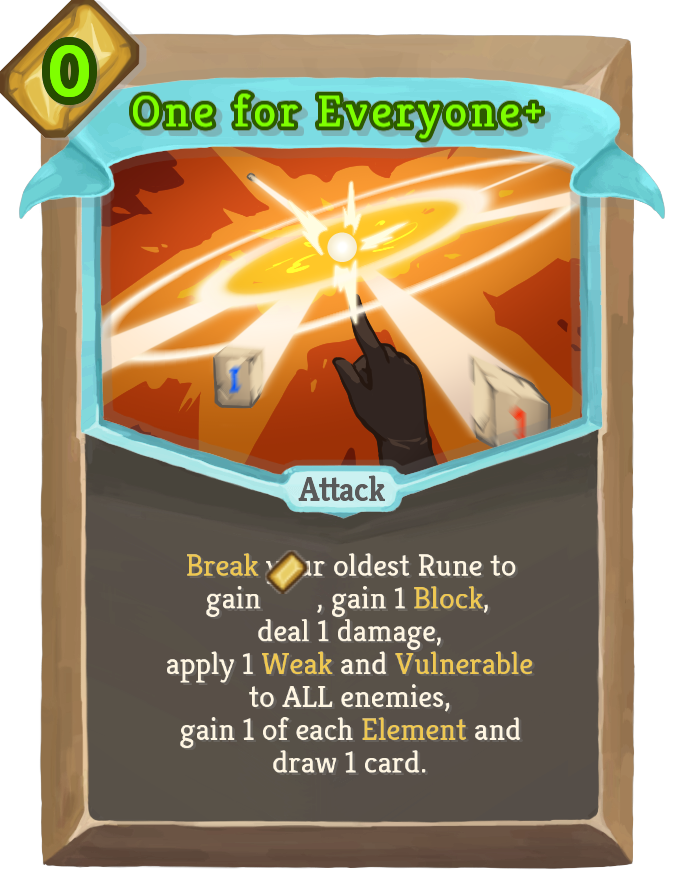 0
One for Everyone+
Attack
Break your oldest Rune to
gain , gain 1 Block,
deal 1 damage,
apply 1 Weak and Vulnerable
to ALL enemies,
gain 1 of each Element and
draw 1 card.